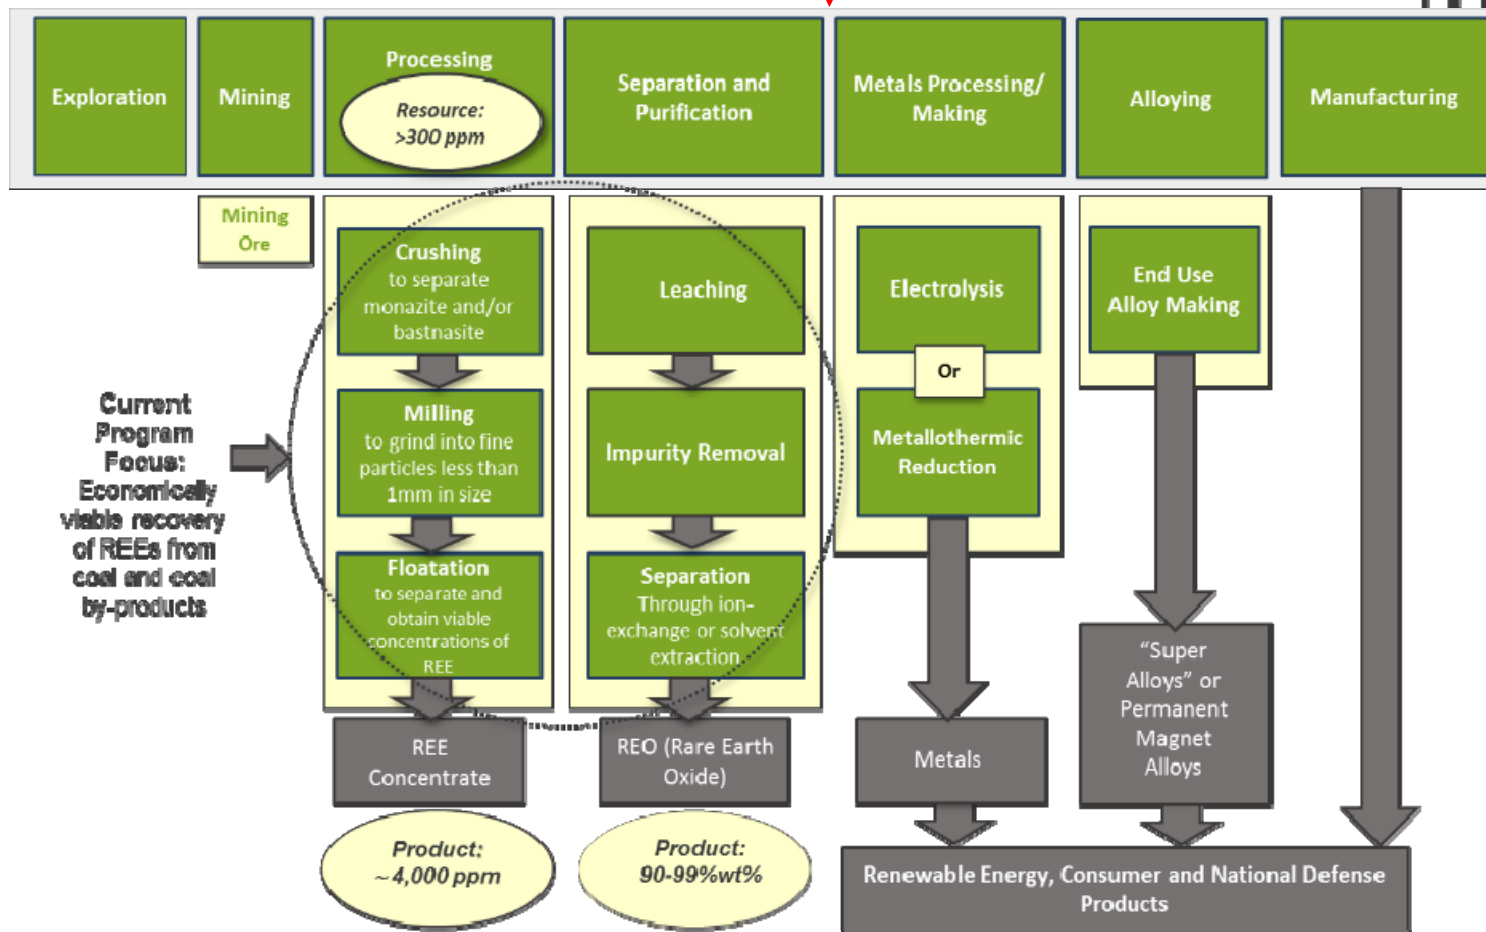 Exploration
Mining
Processing
Resource:
>300 ppm
Separation and
Purification
Metals Processing/
Making
Alloying
Manufacturing
Mining
Ore
Crushing
to separate
monazite and/or
bastnasite
Milling
to grind into fine
particles less than
1mm in size
Floatation
to separate and
obtain viable
concentrations of
REE
REE
Concentrate
Product:
~4,000 ppm
Leaching
Impurity Removal
Separation
Through ion-
exchange or solvent
extraction
REO (Rare Earth
Oxide)
Product:
90-99%wt%
Electrolysis
Or
Metallothermic
Reduction
Metals
End Use
Alloy Making
“Super
Alloys” or
Permanent
Magnet
Alloys
Renewable Energy, Consumer and National Defense
Products
Current
Program
Focus:
Economically
viable recovery
of REEs from
coal and coal
by-products